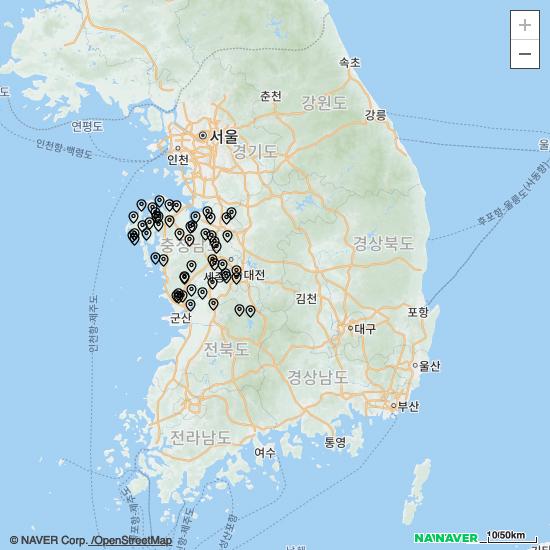 +
−
속초
춘천
강원도
강릉
도
연평도
서울
인천
경기도
인천항-백령도
울
후포항-울릉도(사동항)
충청남
경상북도
세종
대전
김천
포항
군산
대구
인천항-제주도
전북도
울산
경상남도
부산
전라남도
통영
여수
© NAVER Corp. /OpenStreetMap
NAVER
10/50km